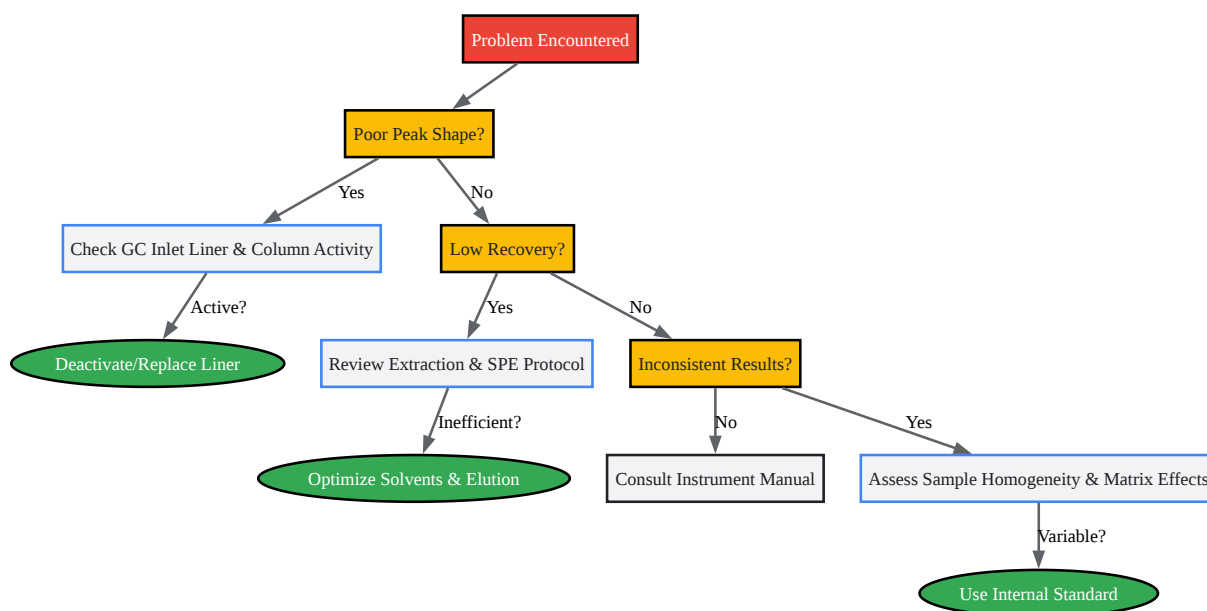 Problem Encountered
Poor Peak Shape?
Yes
No
Check GC Inlet Liner & Column Activity
Low Recovery?
Active?
Yes
No
Deactivate/Replace Liner
Review Extraction & SPE Protocol
Inconsistent Results?
Inefficient?
No
Yes
Optimize Solvents & Elution
Consult Instrument Manual
Assess Sample Homogeneity & Matrix Effects
Variable?
Use Internal Standard